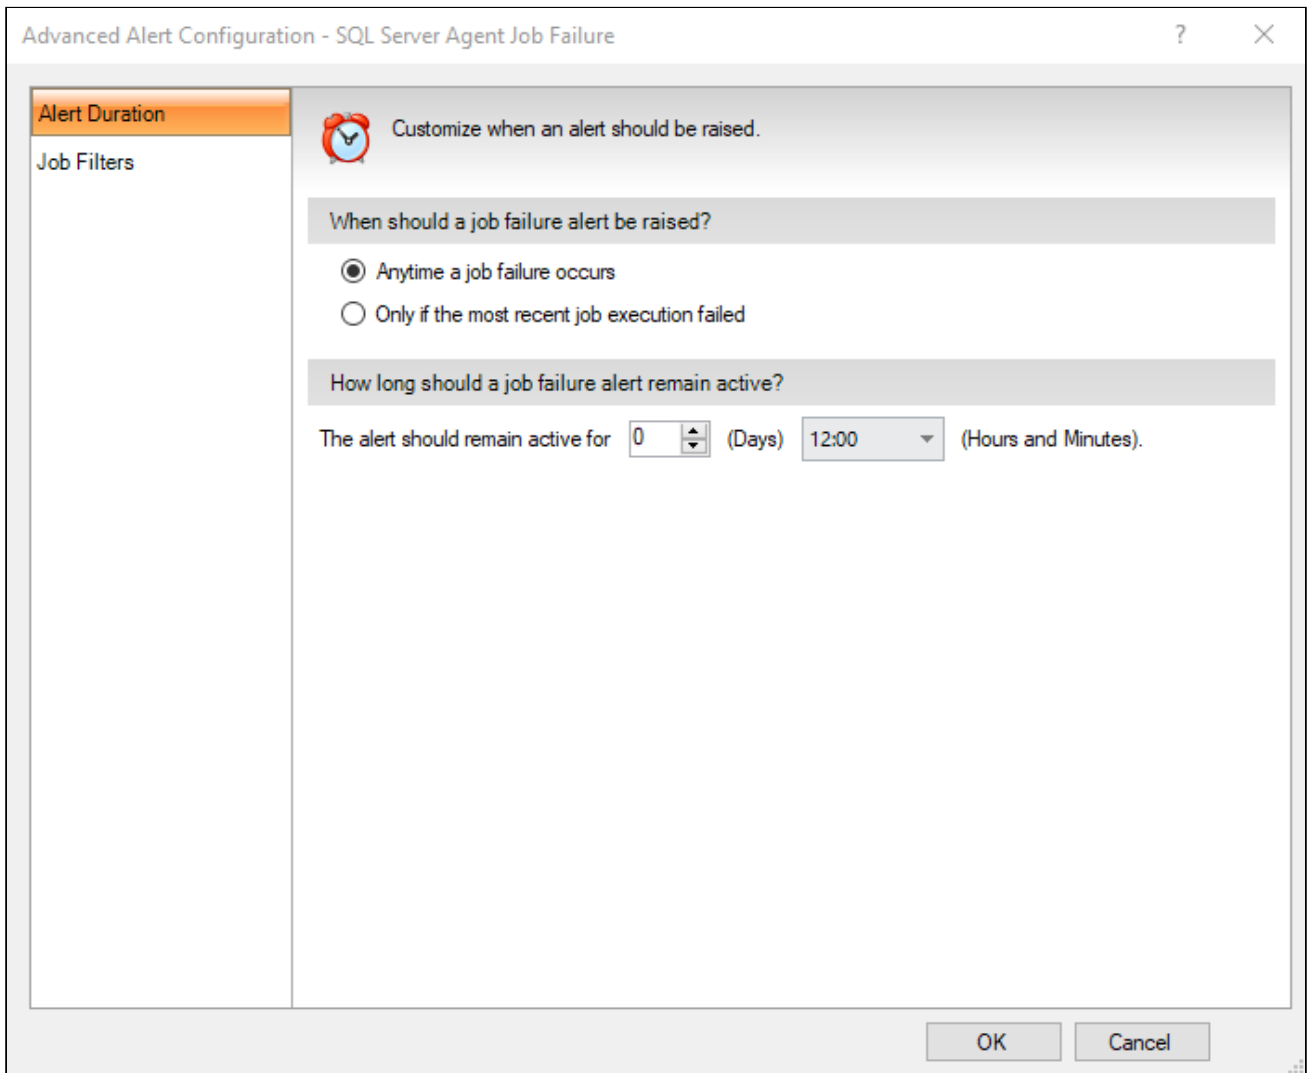 Advanced Alert Configuration - SQL Server Agent Job Failure
?
Alert Duration
Job Filters
Customize when an alert should be raised.
When should a job failure alert be raised?
Anytime a job failure occurs
Only if the most recent job execution failed
How long should a job failure alert remain active?
The alert should remain active for 0 (Days) 12:00 (Hours and Minutes).
OK Cancel